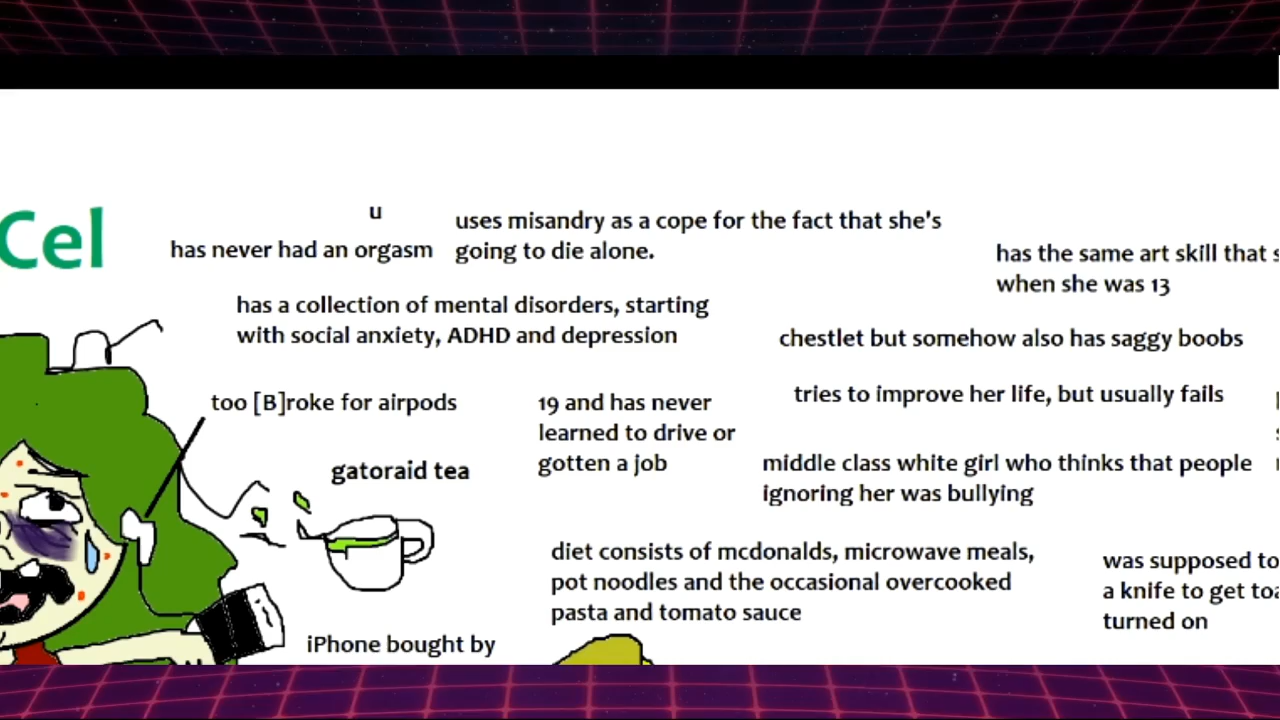 Cel
u
has never had an orgasm
uses misandry as a cope for the fact that she's
going to die alone.
has the same art skill that
when she was 13
has a collection of mental disorders, starting
with social anxiety, ADHD and depression
chestlet but somehow also has saggy boobs
too [B]roke for airpods
19 and has never
learned to drive or
gotten a job
tries to improve her life, but usually fails
gatoraid tea
middle class white girl who thinks that people
ignoring her was bullying
diet consists of mcdonalds, microwave meals,
pot noodles and the occasional overcooked
pasta and tomato sauce
was supposed to
a knife to get
turned on
iPhone bought by